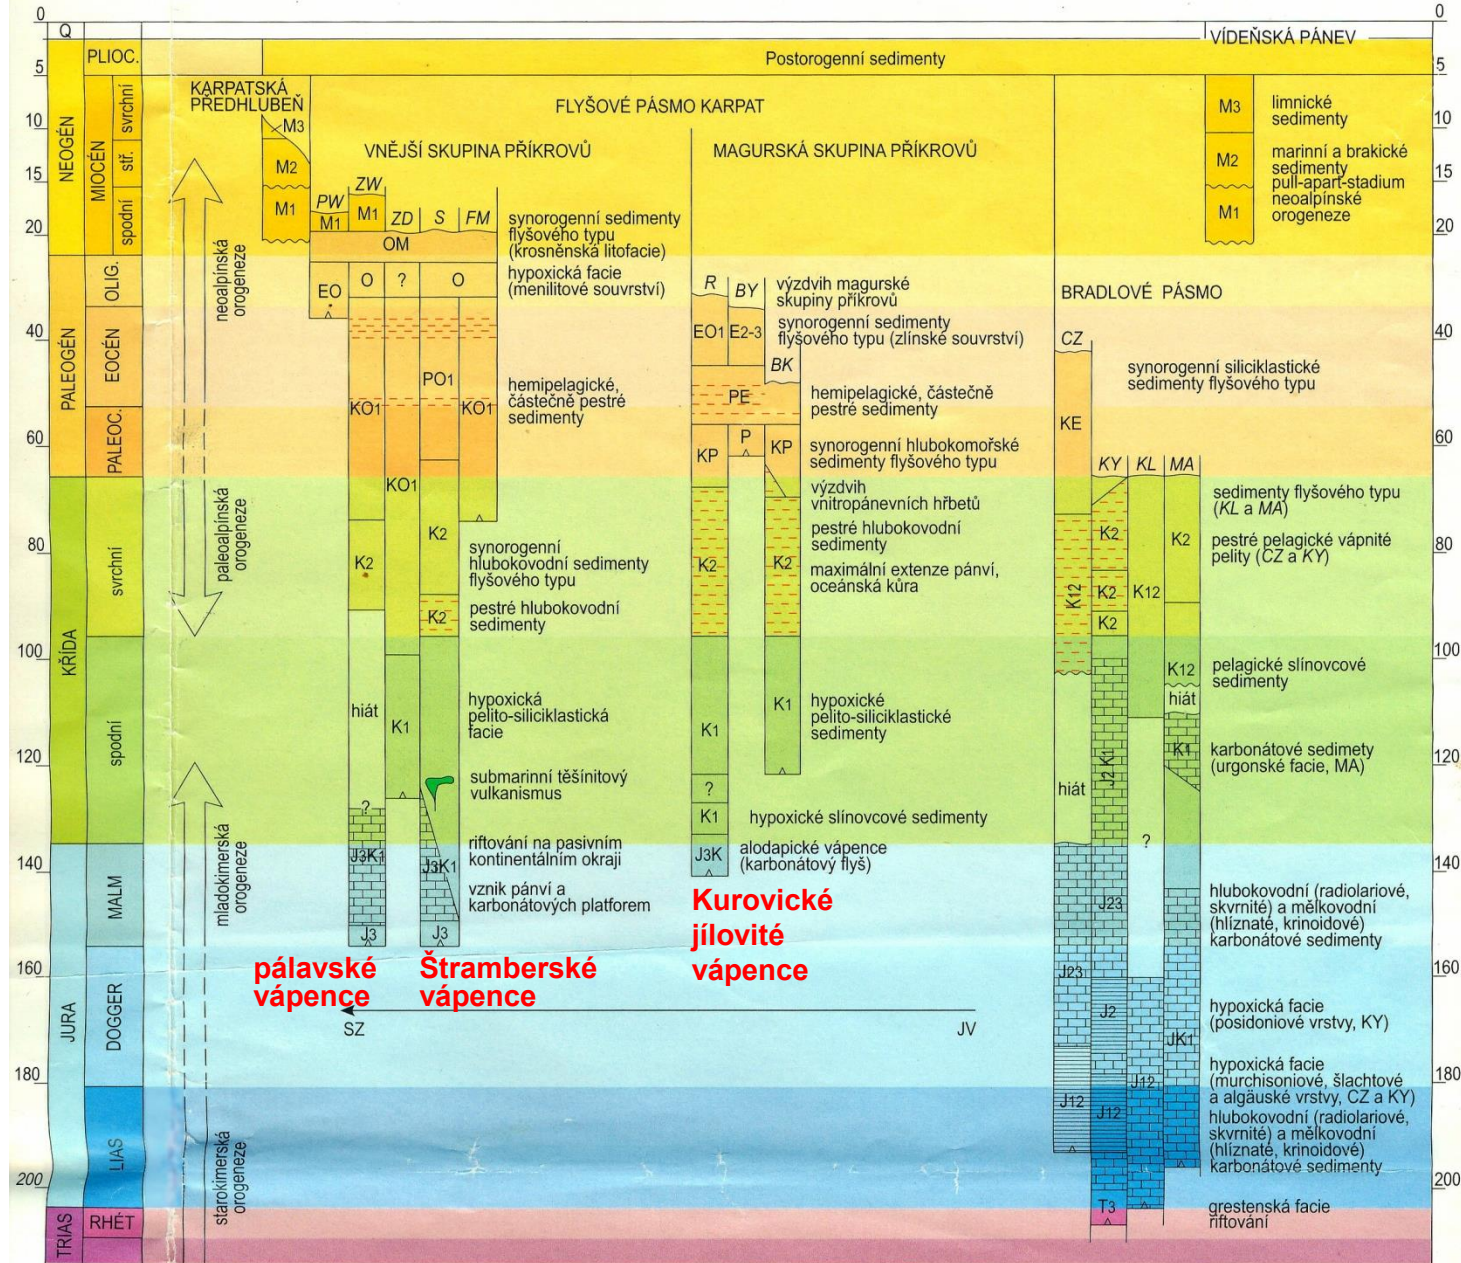 0
0
Q
VÍDEŇSKÁ PÁNEV
PLIOC.
Postorogenní sedimenty
5
5
KARPATSKÁ
PŘEDHLUBEŇ
FLYŠOVÉ PÁSMO KARPAT
VNĚJŠÍ SKUPINA PŘÍKROVŮ
MAGURSKÁ SKUPINA PŘÍKROVŮ
NEOGÉN
MIOCÉN
svrchní
stř.
spodní
10
15
20
10
15
20
M3
M2
M1
M3
limnické
sedimenty
M2
marinní a brakické
sedimenty
pull-apart-stadium
M1
neoalpínské
orogeneze
PW
ZW
ZD
S
FM
M1
M1
OM
synorogenní sedimenty
flyšového typu
(krosněnská litofacie)
EO
O
?
O
hypoxická facie
(menilitové souvrství)
neoalpínská
orogeneze
PALEOGÉN
OLIG.
EOCÉN
PALEOC.
40
60
40
60
R
BY
výzdvih magurské
skupiny příkrovů
EO1
E2-3
synorogenní sedimenty
flyšového typu (zlínské souvrství)
BK
BRADLOVÉ PÁSMO
CZ
synorogenní siliciklastické
sedimenty flyšového typu
PO1
KO1
KO1
hemipelagické,
částečně pestré
sedimenty
PE
hemipelagické, částečně
pestré sedimenty
KE
KP
P
KP
synorogenní hlubokomořské
sedimenty flyšového typu
KY
KL
MA
KO1
výzdvih
vnitropánevních hřbetů
sedimenty flyšového typu
(KL a MA)
paleoalpínská
orogeneze
KŘÍDA
svrchní
spodní
80
100
120
80
100
120
K2
K2
synorogenní
hlubokovodní sedimenty
flyšového typu
K2
pestré hlubokovodní
sedimenty
K2
K2
pestré hlubokovodní
sedimenty
maximální extenze pánví,
oceánská kůra
K12
K2
K2
K2
K12
K2
pestré pelagické vápnité
pelity (CZ a KY)
K12
pelagické slínovcové
sedimenty
hiát
hiát
K1
hypoxická
pelito-siliciklastická
facie
K1
K1
hypoxické
pelito-siliciklastické
sedimenty
J2 K1
K1
karbonátové sedimety
(urgonské facie, MA)
submarinní těšínitový
vulkanismus
?
?
hiát
K1
hypoxické slínovcové sedimenty
?
mladokimerská
orogeneze
JURA
MALM
DOGGER
LIAS
140
160
180
200
140
160
180
200
J3K1
J3K1
riftování na pasivním
kontinentálním okraji
vznik pánví a
karbonátových platforem
J3
J3
J3K
alodapické vápence
(karbonátový flyš)
Kurovické
jílovité
vápence
pálavské
vápence
Štramberské
vápence
SZ
JV
J23
J23
hlubokovodní (radiolariové,
skvrnité) a mělkovodní
(hlíznaté, krinoidové)
karbonátové sedimenty
J2
JK1
hypoxická facie
(posidoniové vrstvy, KY)
J12
J12
J12
hypoxická facie
(murchisoniové, šlachtové
a algäuské vrstvy, CZ a KY)
hlubokovodní (radiolariové,
skvrnité) a mělkovodní
(hlíznaté, krinoidové)
karbonátové sedimenty
starokimerská
orogeneze
TRIAS
RHÉT
T3
grestenská facie
riftování